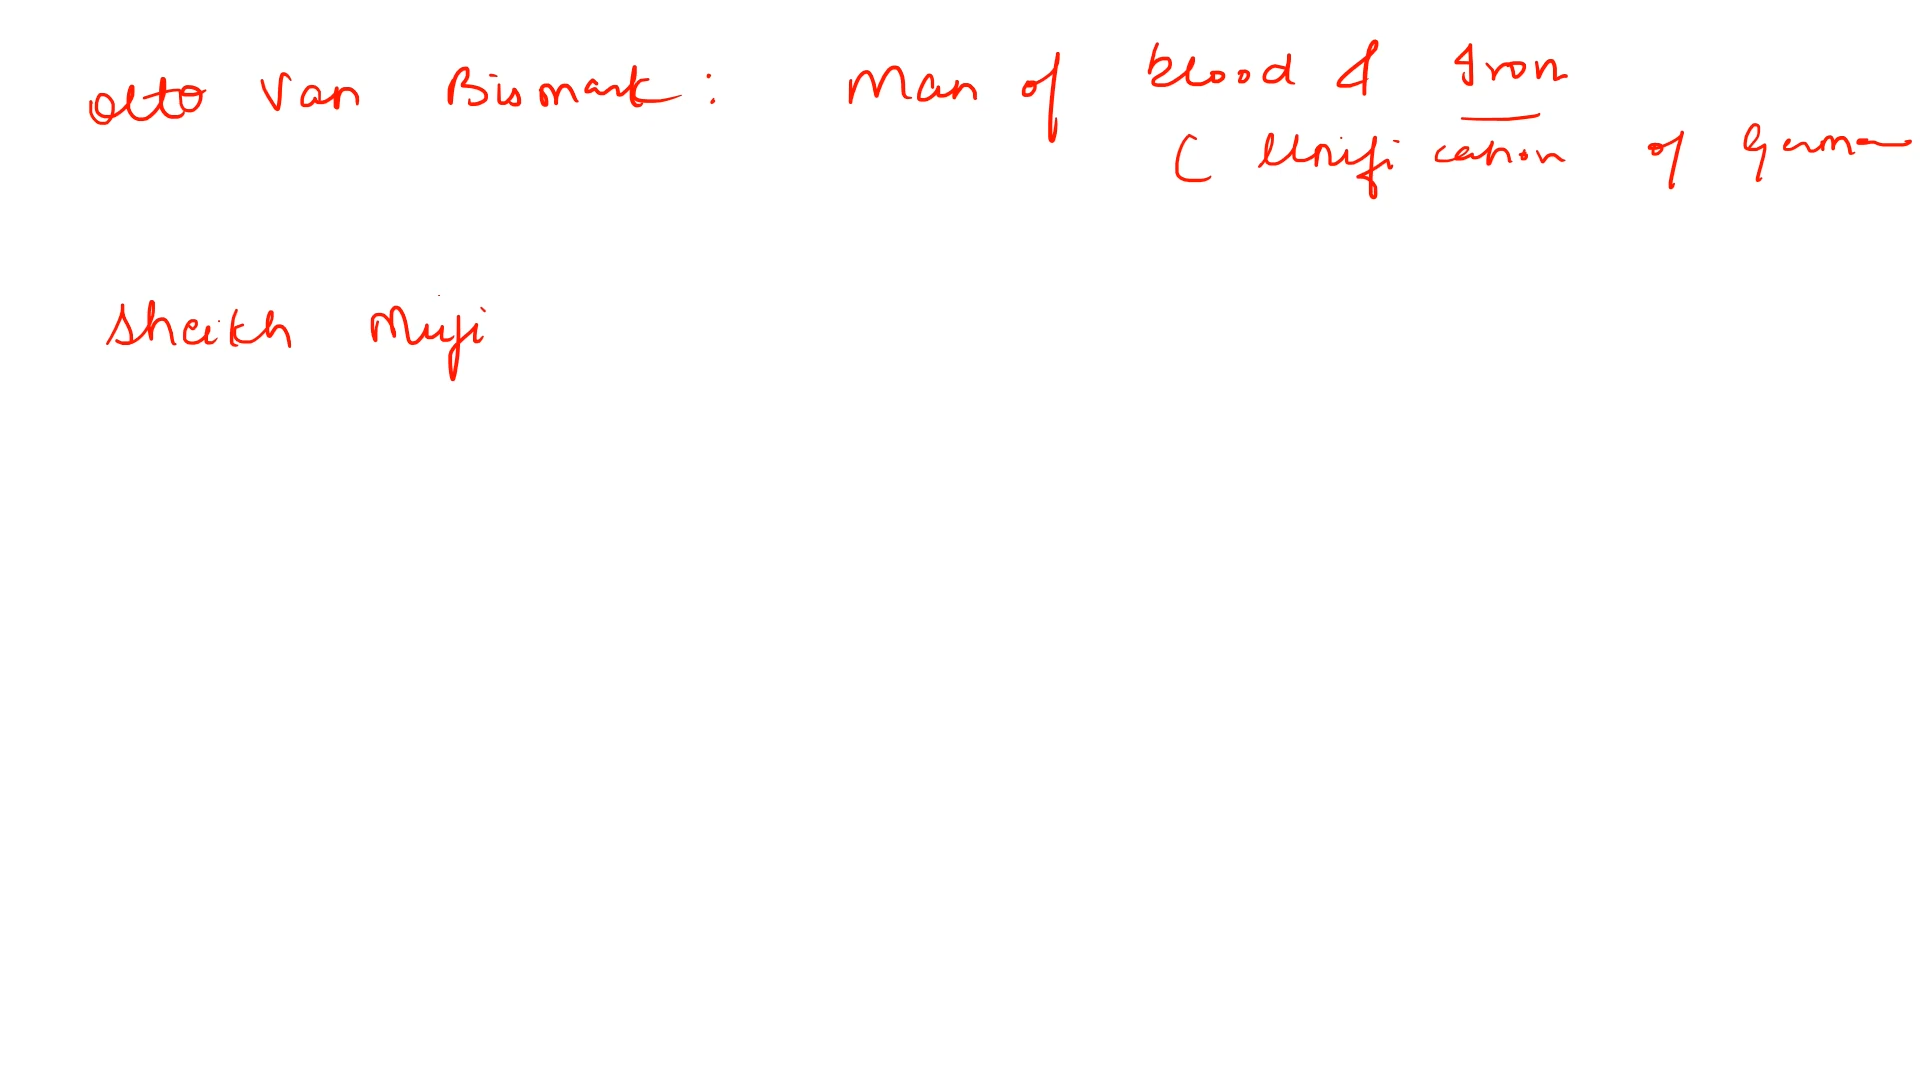 Otto Van Bismark : Man of blood & Iron
( Unification of German
Sheikh Muji